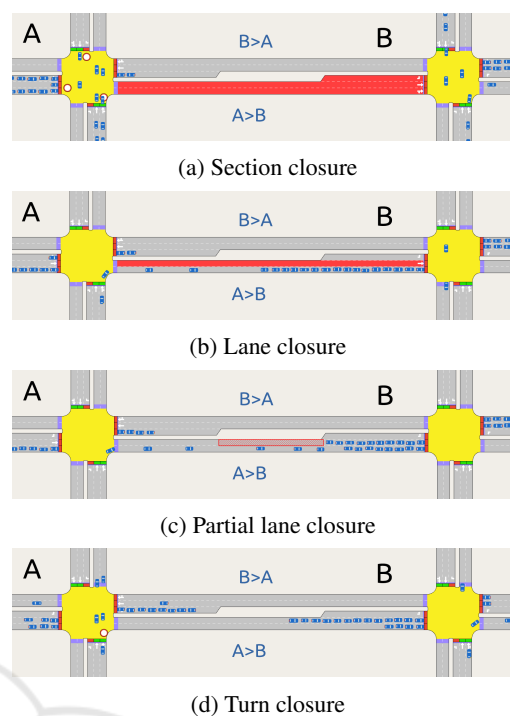 A B>A B
A>B
(a) Section closure
A B>A B
A>B
(b) Lane closure
A B>A B
A>B
(c) Partial lane closure
A B>A B
A>B
(d) Turn closure